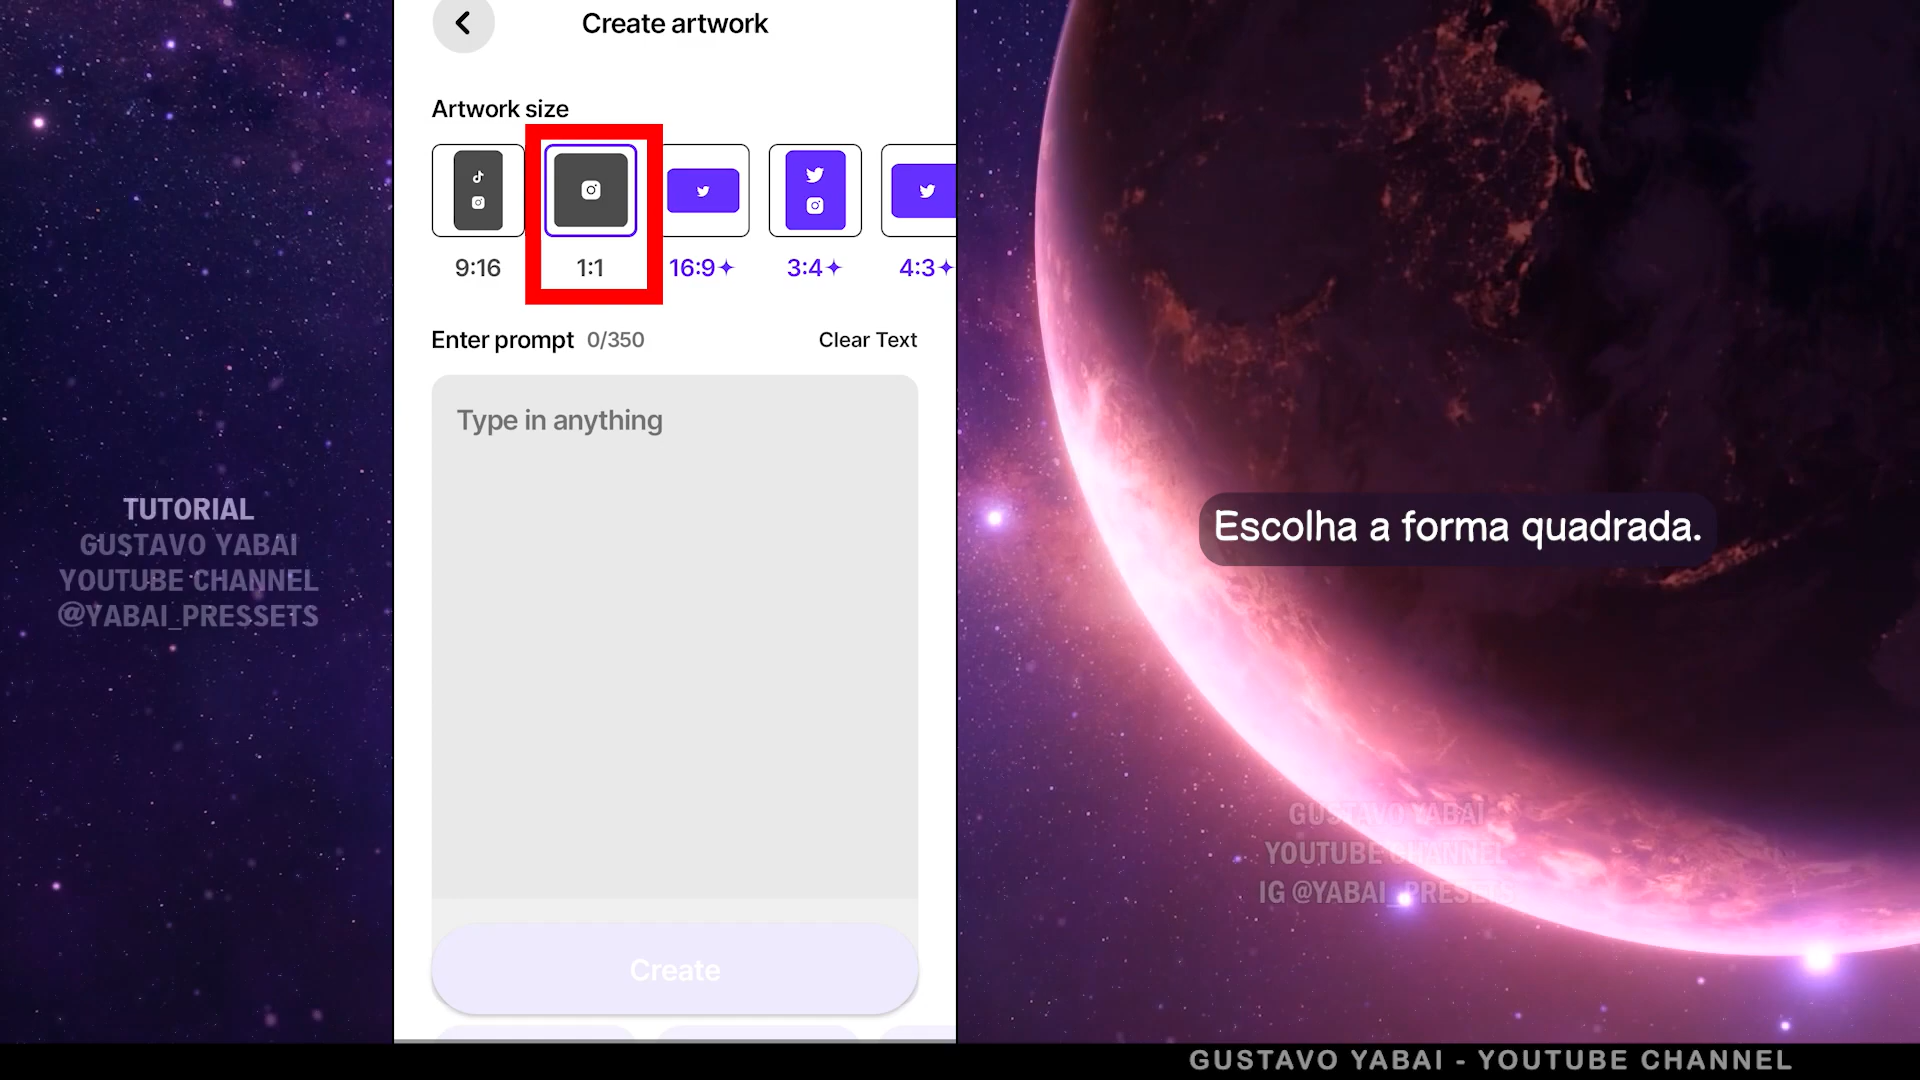 Create artwork
Artwork size
9:16
1:1
16:9
3:4
4:3
Enter prompt 0/350
Clear Text
Type in anything
Create
TUTORIAL
GUSTAVO YABAI
YOUTUBE CHANNEL
@YABAI_PRESSETS
Escolha a forma quadrada.
GUSTAVO YABAI
YOUTUBE CHANNEL
IG @YABAI_PRESETS
GUSTAVO YABAI - YOUTUBE CHANNEL